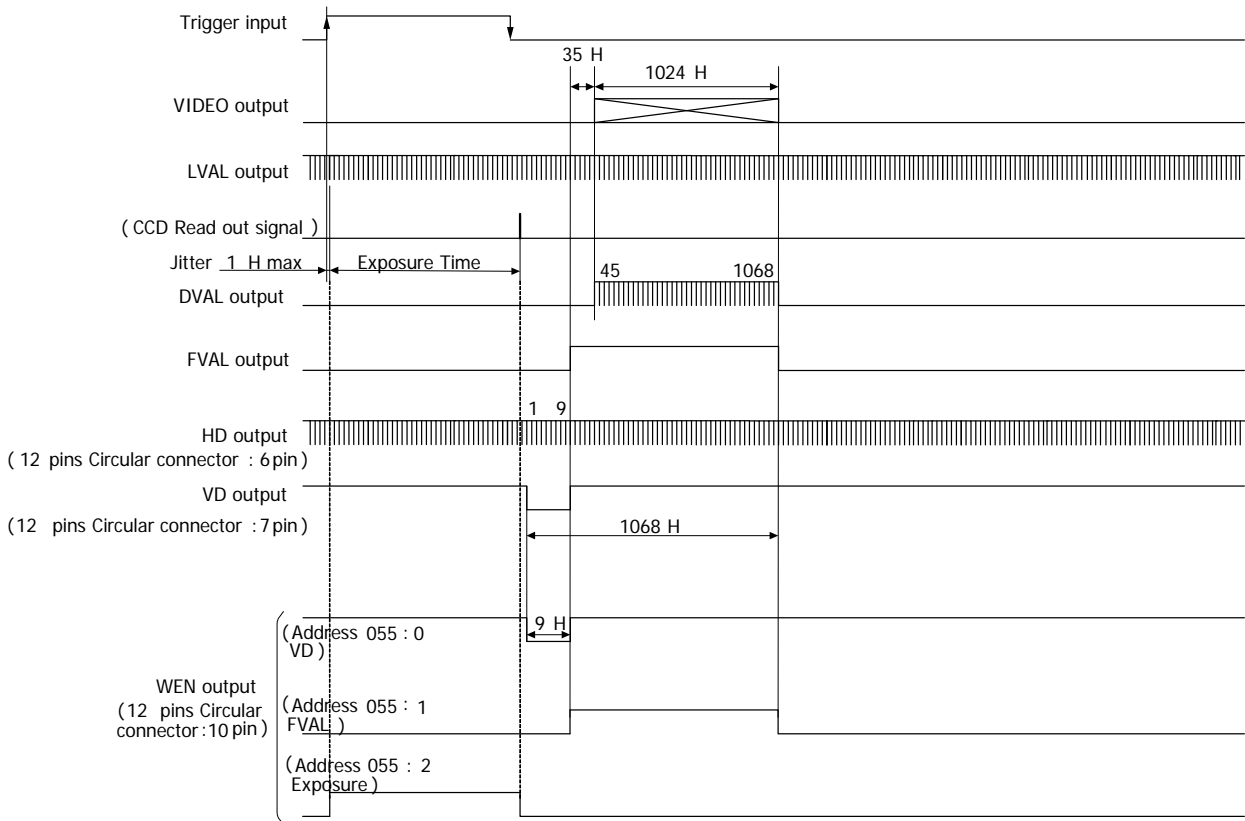 Trigger input
35 H
1024 H
VIDEO output
LVAL output
( CCD Read out signal )
Jitter 1 H max
Exposure Time
45 1068
DVAL output
FVAL output
1 9
HD output
( 12 pins Circular connector : 6pin)
VD output
(12 pins Circular connector :7pin)
1068 H
(Address 055 : 0
VD )
9 H
WEN output
(12 pins Circular
connector :10pin)
(Address 055 : 1
FVAL )
(Address 055 : 2
Exposure)